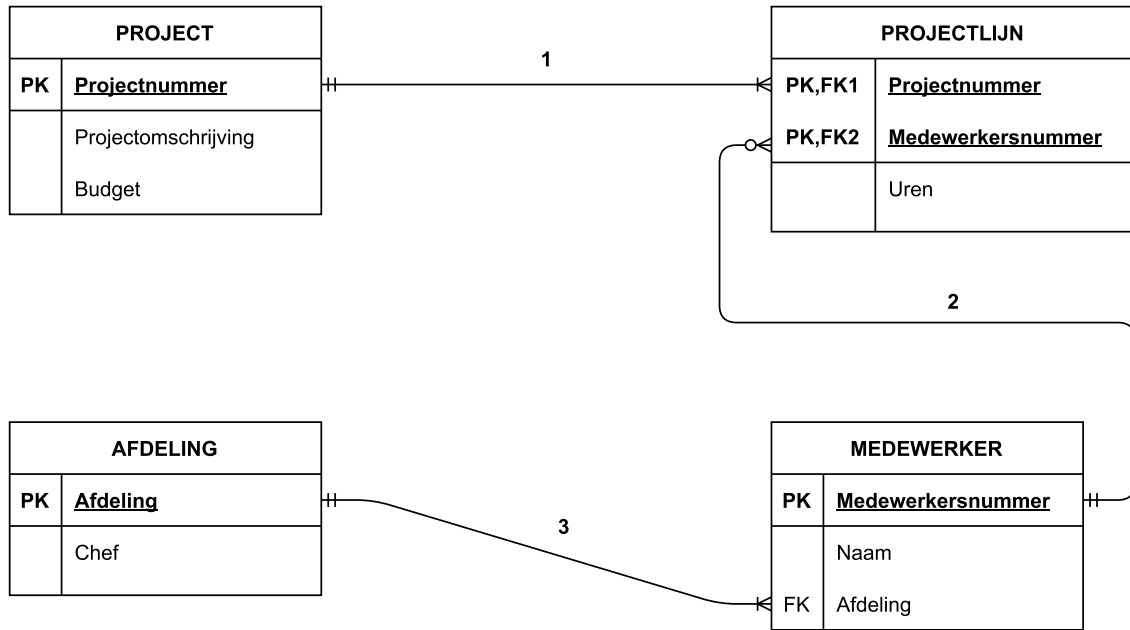 PROJECT
PK Projectnummer
Projectomschrijving
Budget
1
PROJECTLIJN
PK,FK1 Projectnummer
PK,FK2 Medewerkersnummer
Uren
2
AFDELING
PK Afdeling
Chef
3
MEDEWERKER
PK Medewerkersnummer
Naam
FK Afdeling